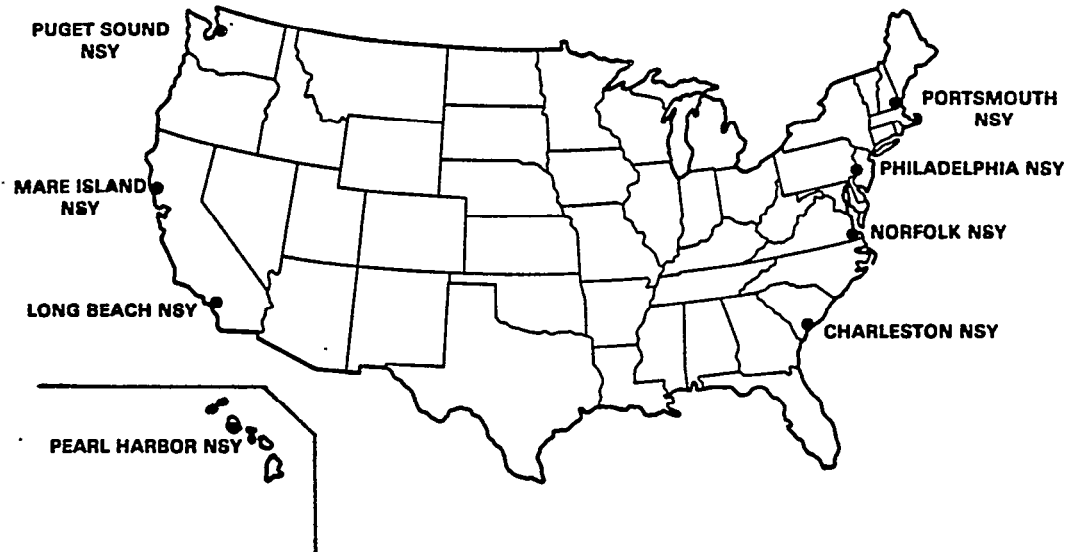 PUGET SOUND
NSY
PORTSMOUTH
NSY
PHILADELPHIA NSY
MARE ISLAND
NSY
NORFOLK NSY
LONG BEACH NSY
CHARLESTON NSY
PEARL HARBOR NSY